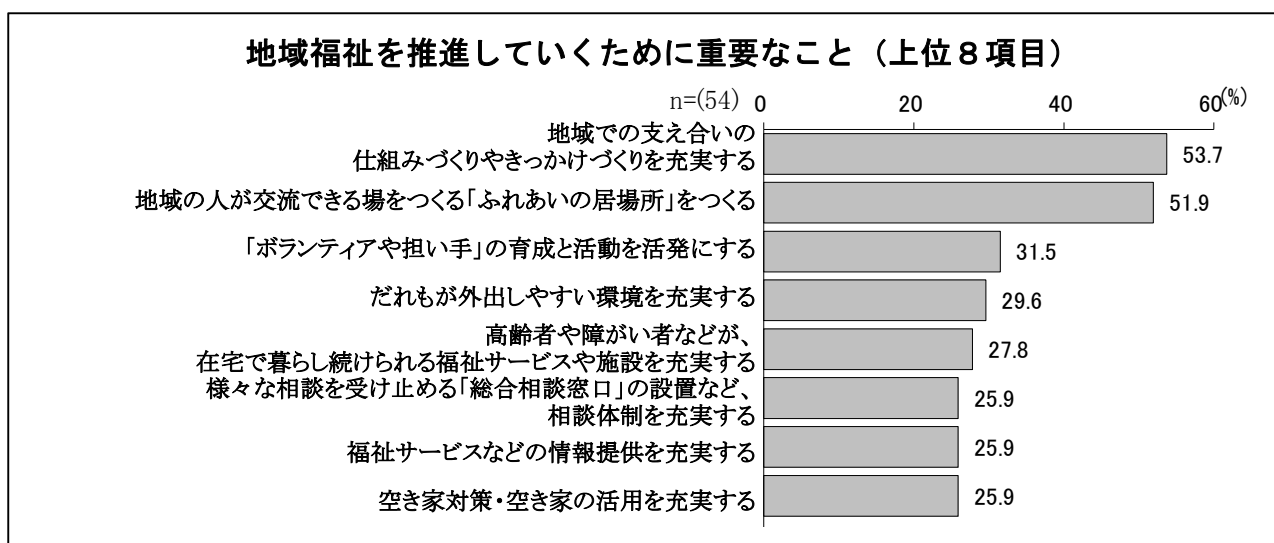 地域福祉を推進していくために重要なこと（上位８項目）
n=(54) 0 20 40 60(%)
地域での支え合いの
仕組みづくりやきっかけづくりを充実する
53.7
地域の人が交流できる場をつくる「ふれあいの居場所」をつくる
51.9
「ボランティアや担い手」の育成と活動を活発にする
31.5
だれもが外出しやすい環境を充実する
29.6
高齢者や障がい者などが、
在宅で暮らし続けられる福祉サービスや施設を充実する
27.8
様々な相談を受け止める「総合相談窓口」の設置など、
相談体制を充実する
25.9
福祉サービスなどの情報提供を充実する
25.9
空き家対策・空き家の活用を充実する
25.9